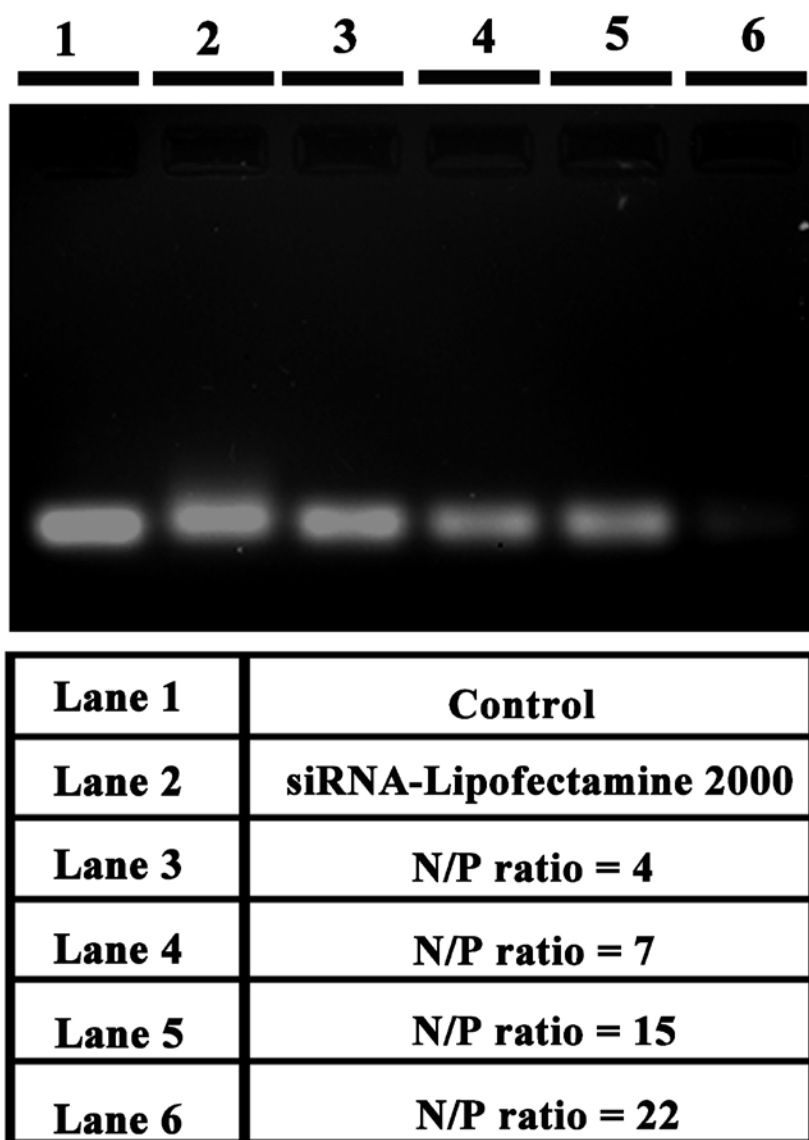 1 2 3 4 5 6
Lane 1 Control
Lane 2 siRNA-Lipofectamine 2000
Lane 3 N/P ratio = 4
Lane 4 N/P ratio = 7
Lane 5 N/P ratio = 15
Lane 6 N/P ratio = 22